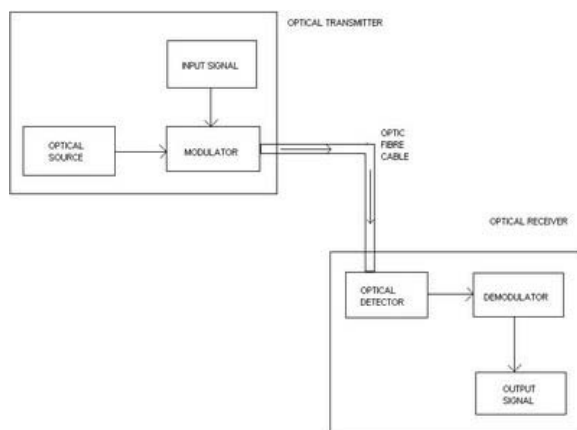 OPTICAL TRANSMITTER
INPUT SIGNAL
OPTICAL
SOURCE
MODULATOR
OPTIC
FIBRE
CABLE
OPTICAL RECEIVER
OPTICAL
DETECTOR
DEMODULATOR
OUTPUT
SIGNAL